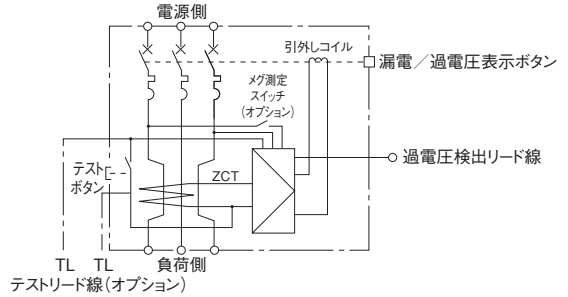 電源側
引外しコイル
漏電／過電圧表示ボタン
メグ測定
スイッチ
(オプション)
過電圧検出リード線
テスト
ボタン
ZCT
TL TL 負荷側
テストリード線(オプション)